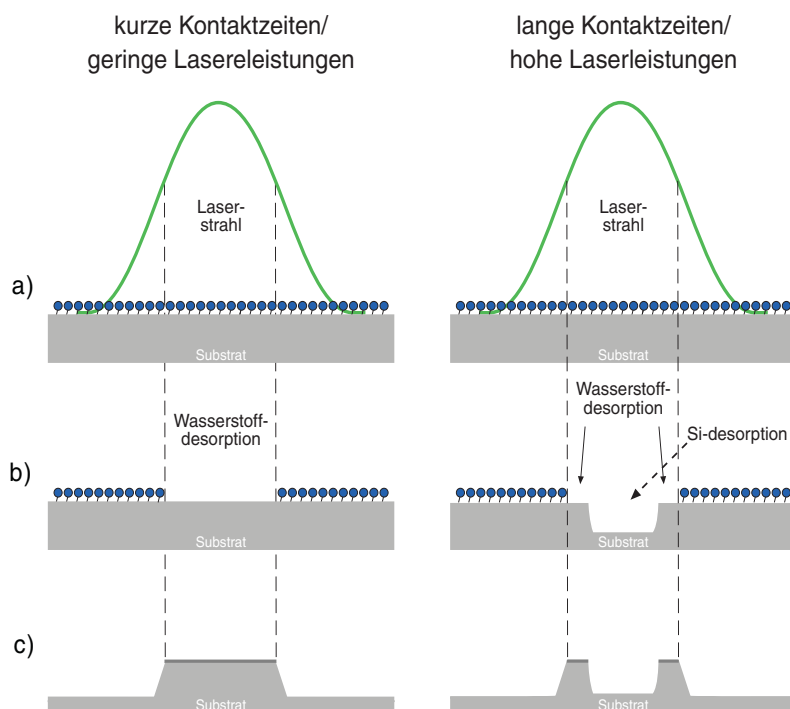 kurze Kontaktzeiten/
geringe Lasereleistungen
lange Kontaktzeiten/
hohe Laserleistungen
Laser-
strahl
Laser-
strahl
a)
Substrat
Substrat
Wasserstoff-
desorption
Wasserstoff-
desorption
Si-desorption
b)
Substrat
Substrat
c)
Substrat
Substrat